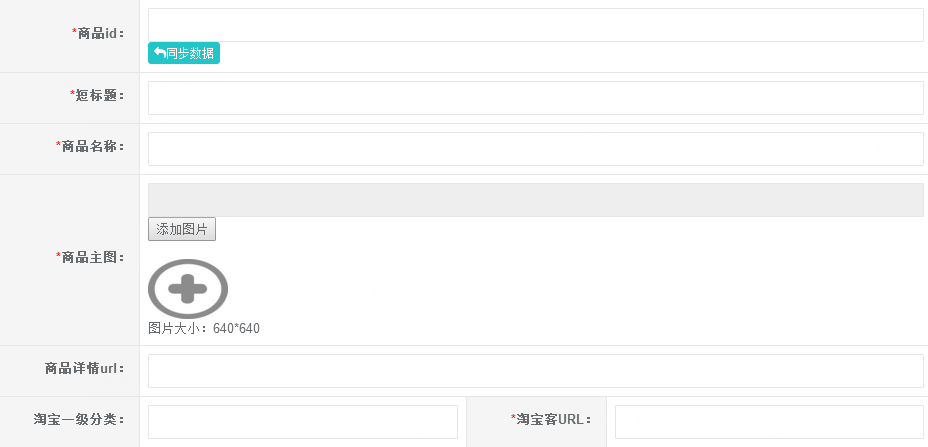 *商品id：
同步数据
*短标题：
*商品名称：
*商品主图：
添加图片
图片大小：640*640
商品详情url：
淘宝一级分类：
*淘宝客URL：